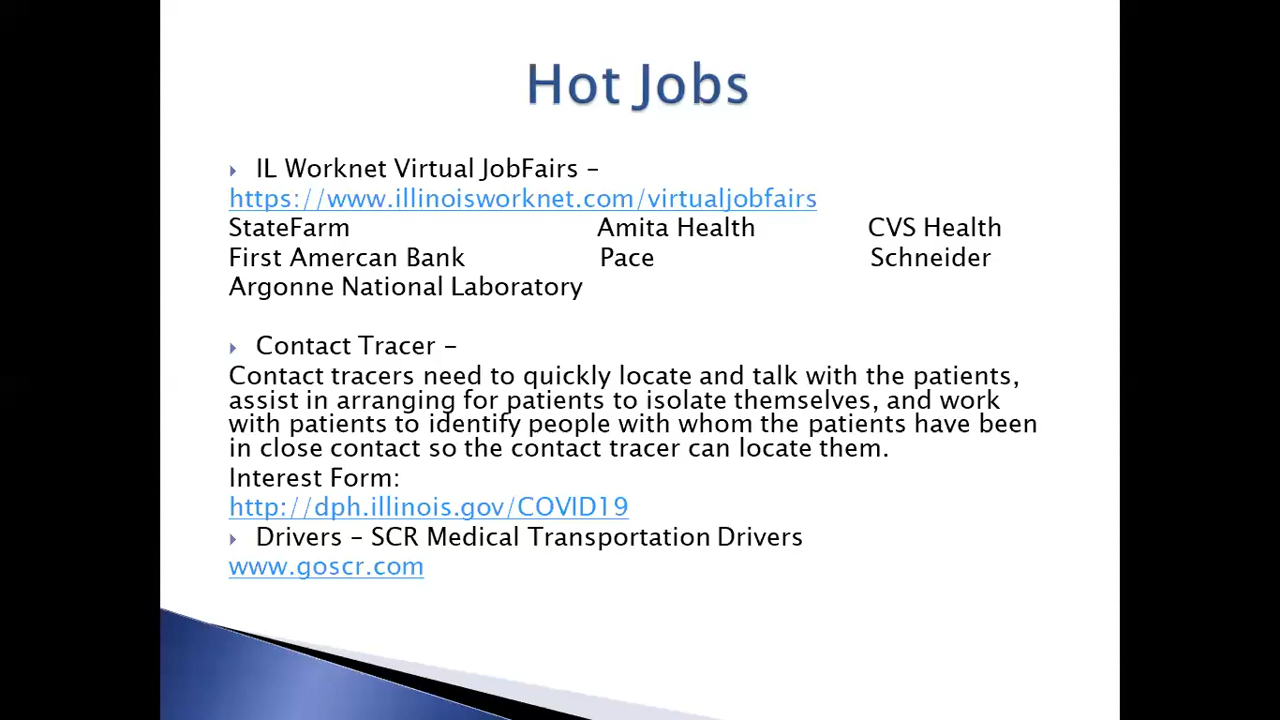 Hot Jobs
IL Worknet Virtual JobFairs –
https://www.illinoisworknet.com/virtualjobfairs
StateFarm Amita Health CVS Health
First Amercan Bank Pace Schneider
Argonne National Laboratory
Contact Tracer –
Contact tracers need to quickly locate and talk with the patients,
assist in arranging for patients to isolate themselves, and work
with patients to identify people with whom the patients have been
in close contact so the contact tracer can locate them.
Interest Form:
http://dph.illinois.gov/COVID19
Drivers – SCR Medical Transportation Drivers
www.goscr.com